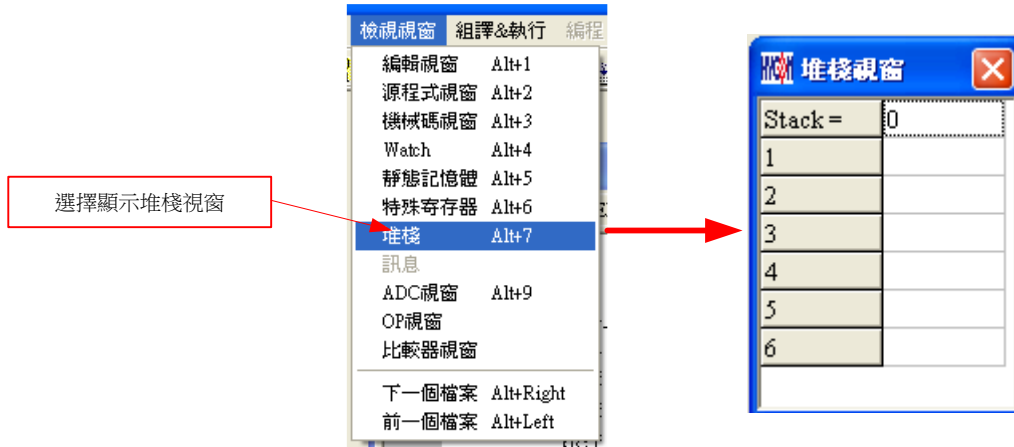 檢視視窗 組譯&執行 編程
編輯視窗 Alt+1
源程式視窗 Alt+2
機械碼視窗 Alt+3
Watch Alt+4
靜態記憶體 Alt+5
特殊寄存器 Alt+6
堆棧 Alt+7
訊息
ADC視窗 Alt+9
OP視窗
比較器視窗
下一個檔案 Alt+Right
前一個檔案 Alt+Left
選擇顯示堆棧視窗
堆棧視窗
Stack = 0
1
2
3
4
5
6